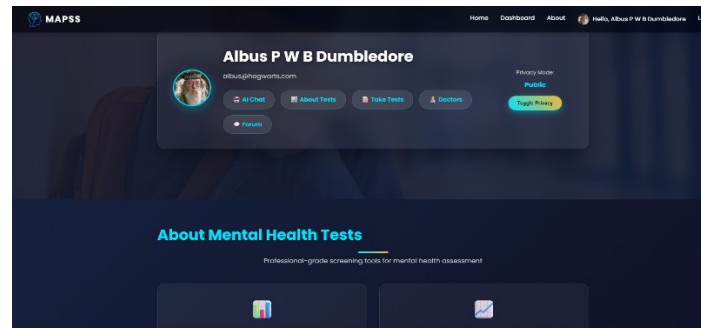 MAPSS
Home Dashboard About Hello, Albus P W B Dumbledore L
Albus P W B Dumbledore
albus@hogwarts.com
AI Chat About Tests Take Tests Doctors
Forum
Privacy Mode:
Public
Toggle Privacy
About Mental Health Tests
Professional-grade screening tools for mental health assessment